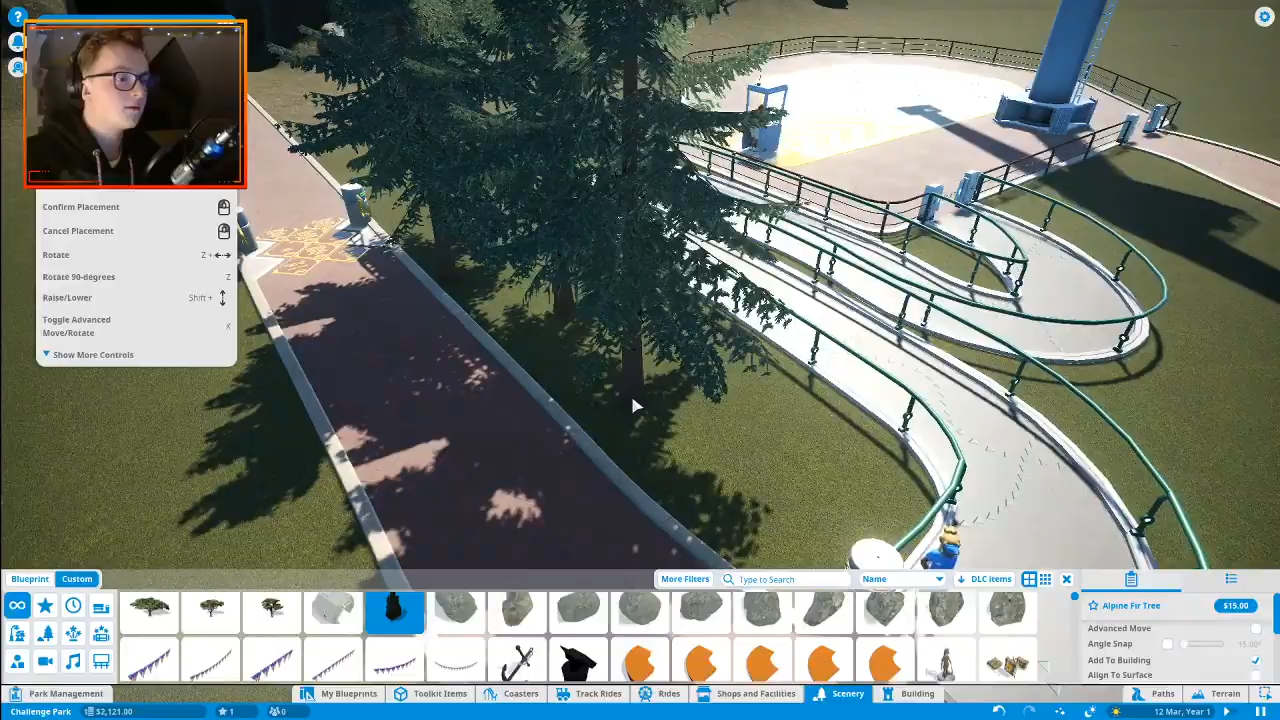 ?
Confirm Placement
Cancel Placement
Rotate Z +
Rotate 90-degrees Z
Raise/Lower Shift +
Toggle Advanced
Move/Rotate
Show More Controls
Blueprint Custom More Filters Type to Search Name DLC items
Alpine Fir Tree $15.00
Advanced Move
Angle Snap 15.00°
Add To Building
Align To Surface
Park Management My Blueprints Toolkit Items Coasters Track Rides Rides Shops and Facilities Scenery Building Paths Terrain
Challenge Park $2,121.00 1 0 12 Mar, Year 1